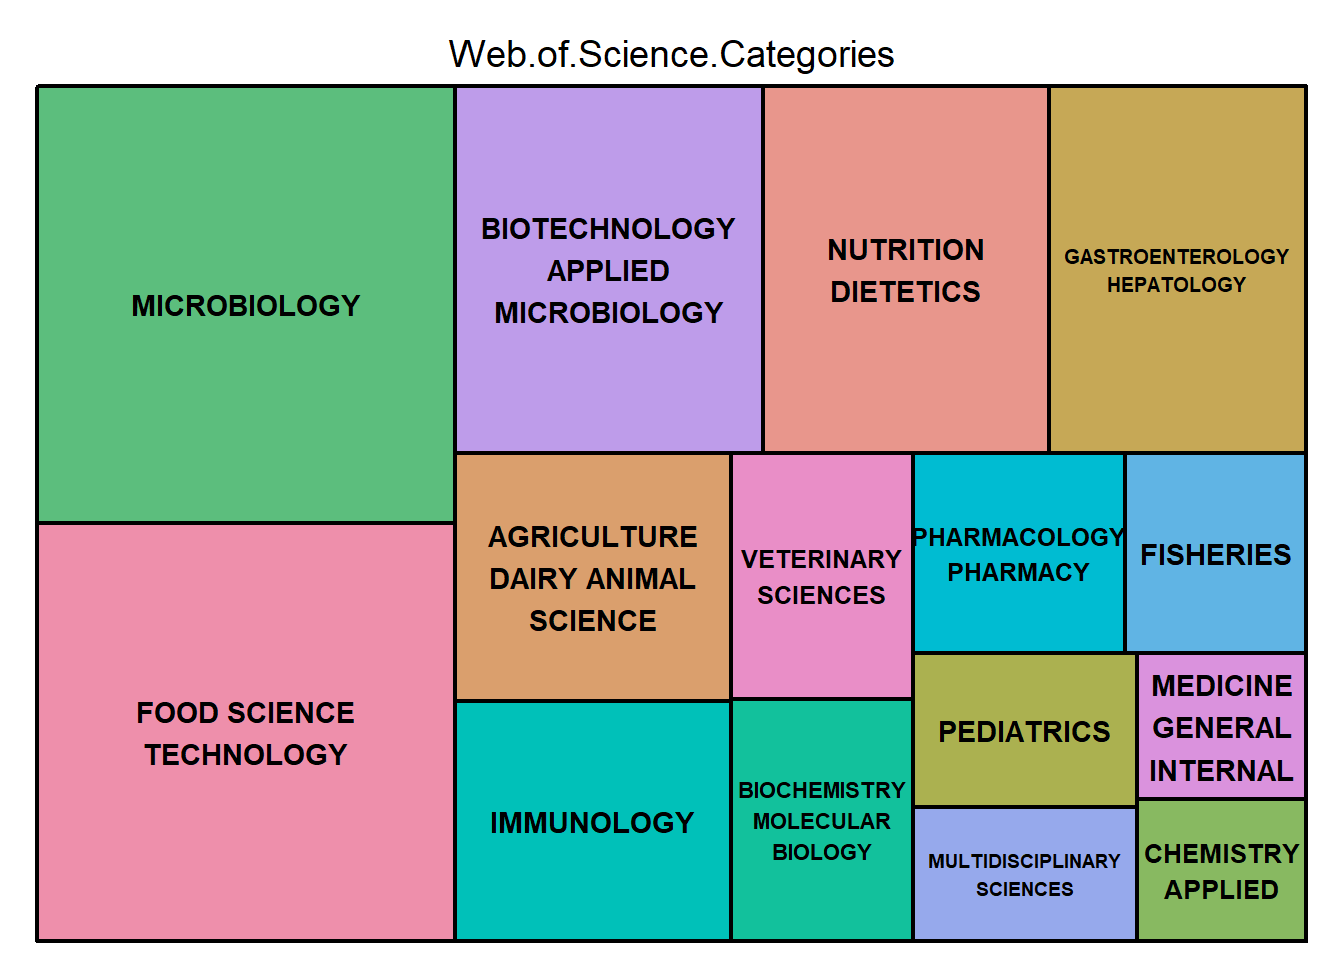 Web.of.Science.Categories
MICROBIOLOGY
BIOTECHNOLOGY
APPLIED
MICROBIOLOGY
NUTRITION
DIETETICS
GASTROENTEROLOGY
HEPATOLOGY
FOOD SCIENCE
TECHNOLOGY
AGRICULTURE
DAIRY ANIMAL
SCIENCE
VETERINARY
SCIENCES
PHARMACOLOGY
PHARMACY
FISHERIES
IMMUNOLOGY
BIOCHEMISTRY
MOLECULAR
BIOLOGY
PEDIATRICS
MEDICINE
GENERAL
INTERNAL
MULTIDISCIPLINARY
SCIENCES
CHEMISTRY
APPLIED